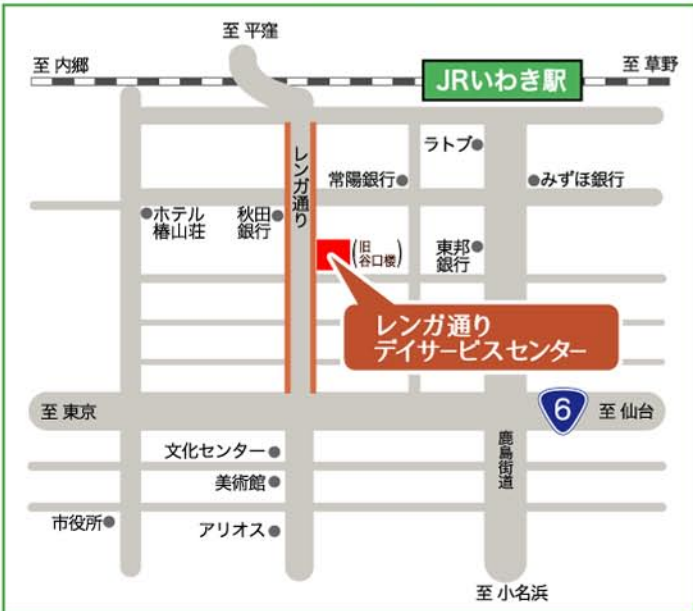 至 平窪
至 内郷
JRいわき駅
至 草野
レンガ通り
ラトブ
常陽銀行
みずほ銀行
ホテル
椿山荘
秋田
銀行
(旧
谷口楼)
東邦
銀行
レンガ通り
デイサービスセンター
至 東京
6
至 仙台
鹿島街道
文化センター
美術館
市役所
アリオス
至 小名浜